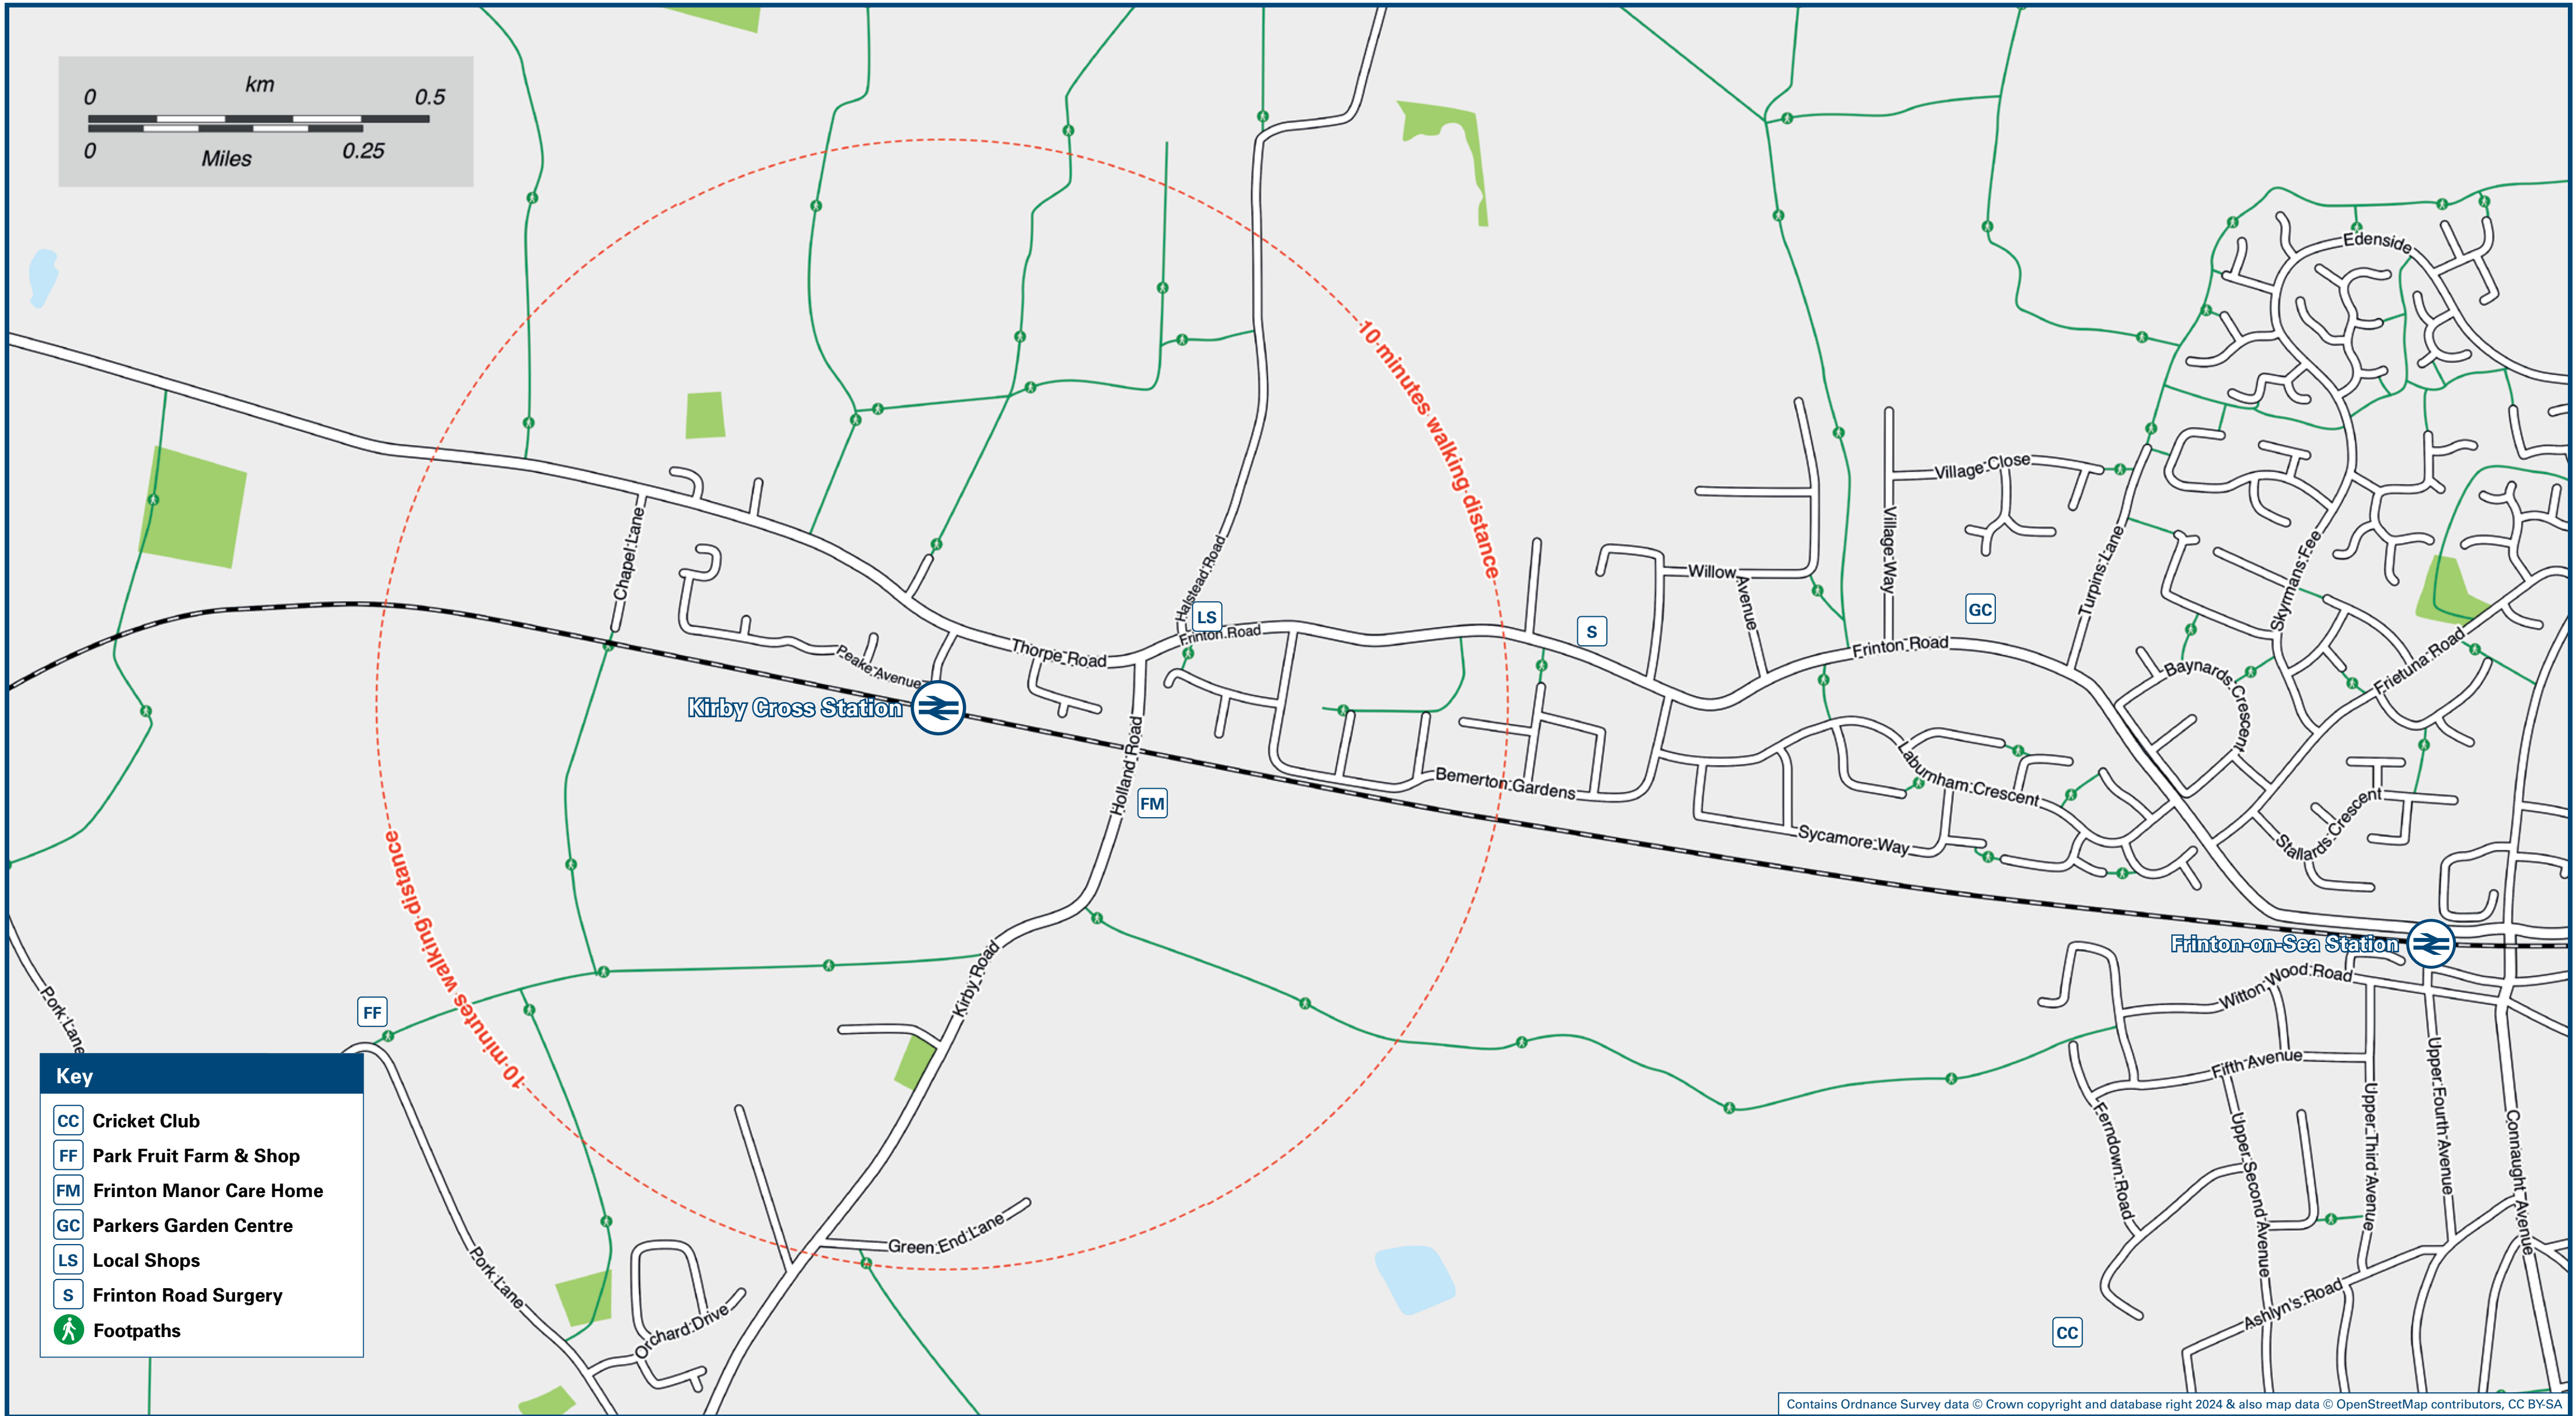 km
0 0.5
0 Miles 0.25
Edenside
10 minutes walking distance
Village Close
Village Way
Turpins Lane
Skymans Fee
Chapel Lane
Halstead Road
Willow Avenue
LS
S
GC
Frinton Road
Thorpe Road
Peake Avenue
Frinton Road
Frietuna Road
Baynards Crescent
Kirby Cross Station
Holland Road
FM
Bemerton Gardens
Laburnham Crescent
Sycamore Way
Stallards Crescent
10 minutes walking distance
Frinton-on-Sea Station
Witton Wood Road
Kirby Road
Pork Lane
FF
Fifth Avenue
Ferndown Road
Upper Second Avenue
Upper Third Avenue
Upper Fourth Avenue
Connaught Avenue
Green End Lane
Pork Lane
Orchard Drive
Ashlyn's Road
CC
Key
CC Cricket Club
FF Park Fruit Farm & Shop
FM Frinton Manor Care Home
GC Parkers Garden Centre
LS Local Shops
S Frinton Road Surgery
Footpaths
Contains Ordnance Survey data © Crown copyright and database right 2024 & also map data © OpenStreetMap contributors, CC BY-SA